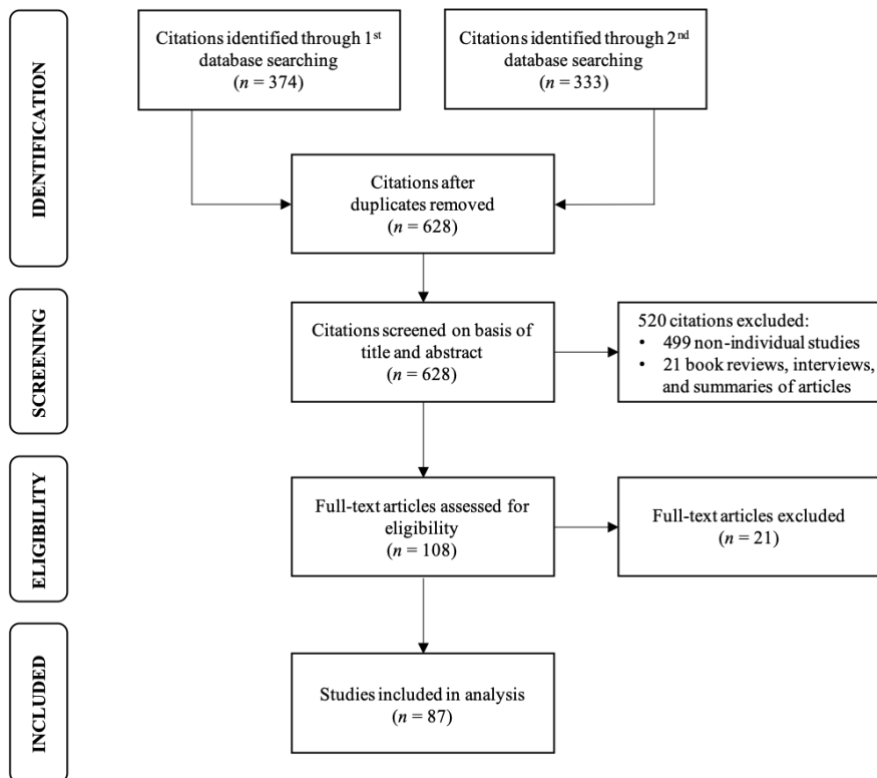 IDENTIFICATION
Citations identified through 1st
database searching
(n = 374)
Citations identified through 2nd
database searching
(n = 333)
Citations after
duplicates removed
(n = 628)
SCREENING
Citations screened on basis of
title and abstract
(n = 628)
520 citations excluded:
• 499 non-individual studies
• 21 book reviews, interviews,
and summaries of articles
ELIGIBILITY
Full-text articles assessed for
eligibility
(n = 108)
Full-text articles excluded
(n = 21)
INCLUDED
Studies included in analysis
(n = 87)